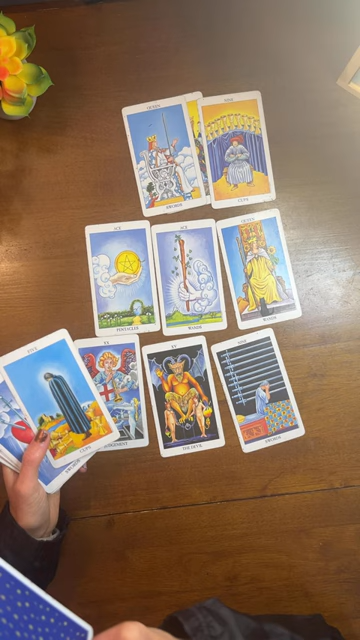 QUEEN
NINE
SWORDS
CUPS
ACE
ACE
QUEEN
PENTACLES
WANDS
WANDS
FIVE
XX
XV
NINE
CUPS
JUDGEMENT
THE DEVIL
SWORDS
SWORDS